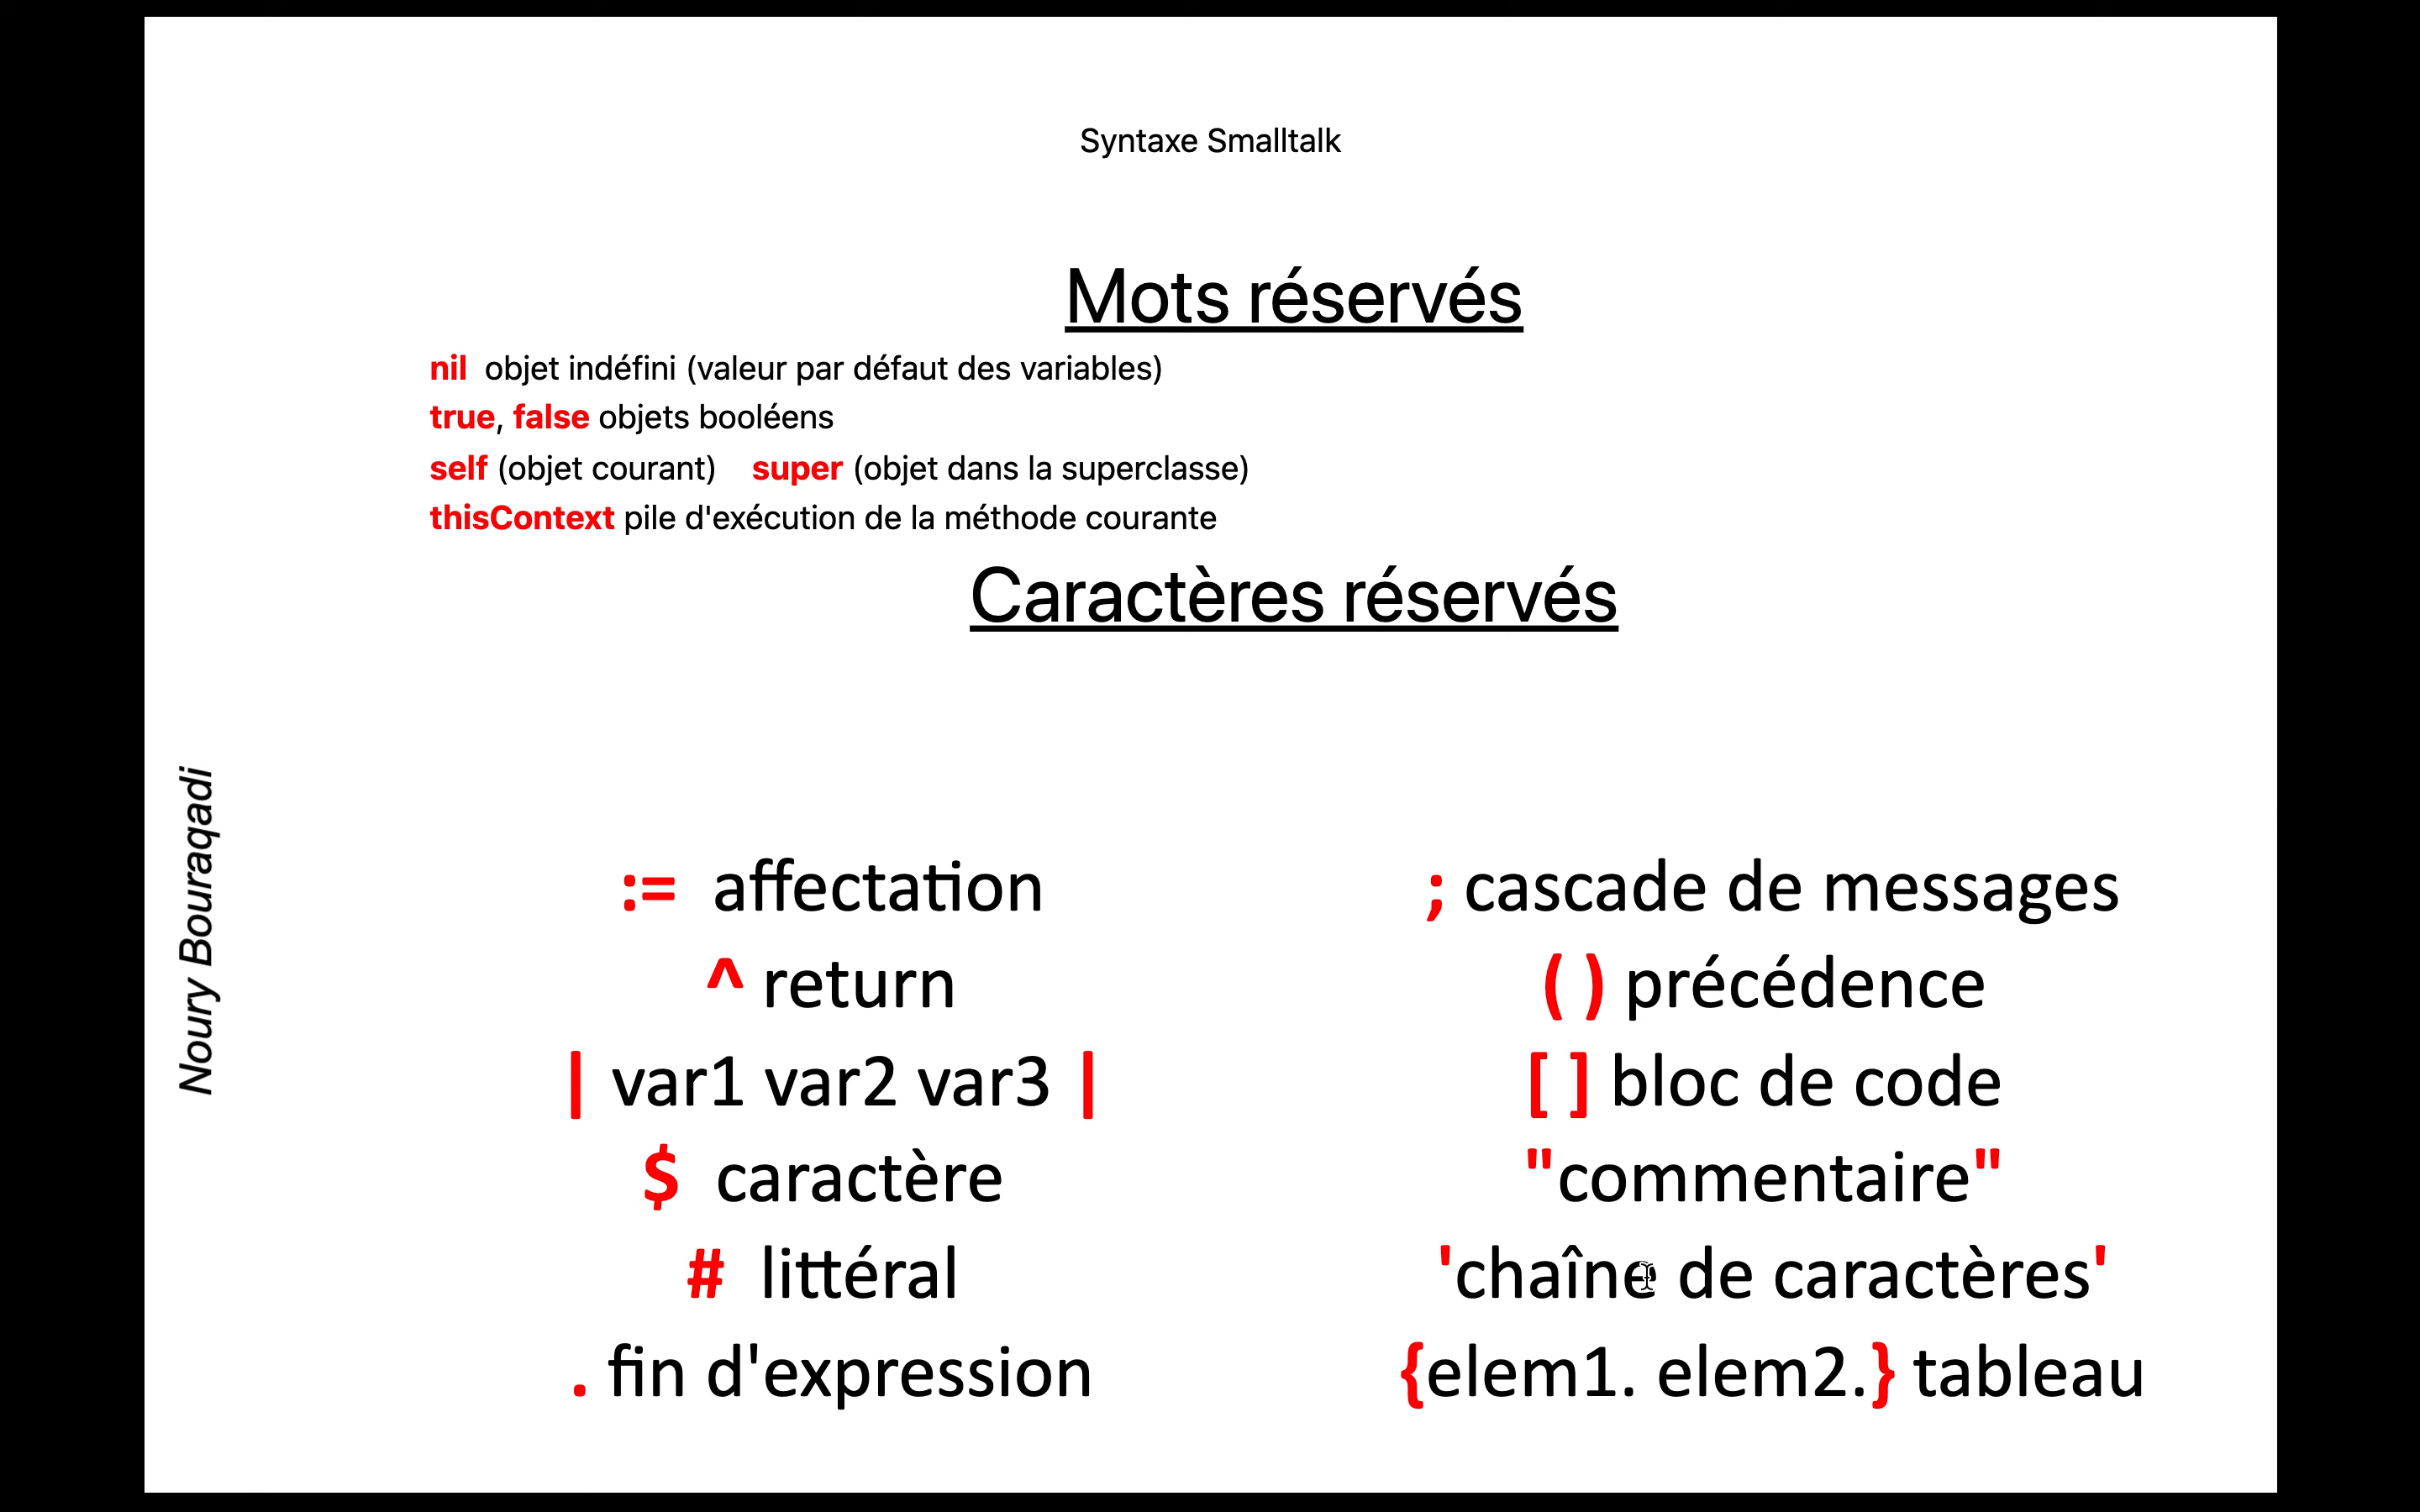 Syntaxe Smalltalk
Mots réservés
nil objet indéfini (valeur par défaut des variables)
true, false objets booléens
self (objet courant) super (objet dans la superclasse)
thisContext pile d'exécution de la méthode courante
Caractères réservés
Noury Bouraqadi
:= affectation
^ return
| var1 var2 var3 |
$ caractère
# littéral
. fin d'expression
; cascade de messages
( ) précédence
[ ] bloc de code
"commentaire"
'chaîne de caractères'
{elem1. elem2.} tableau